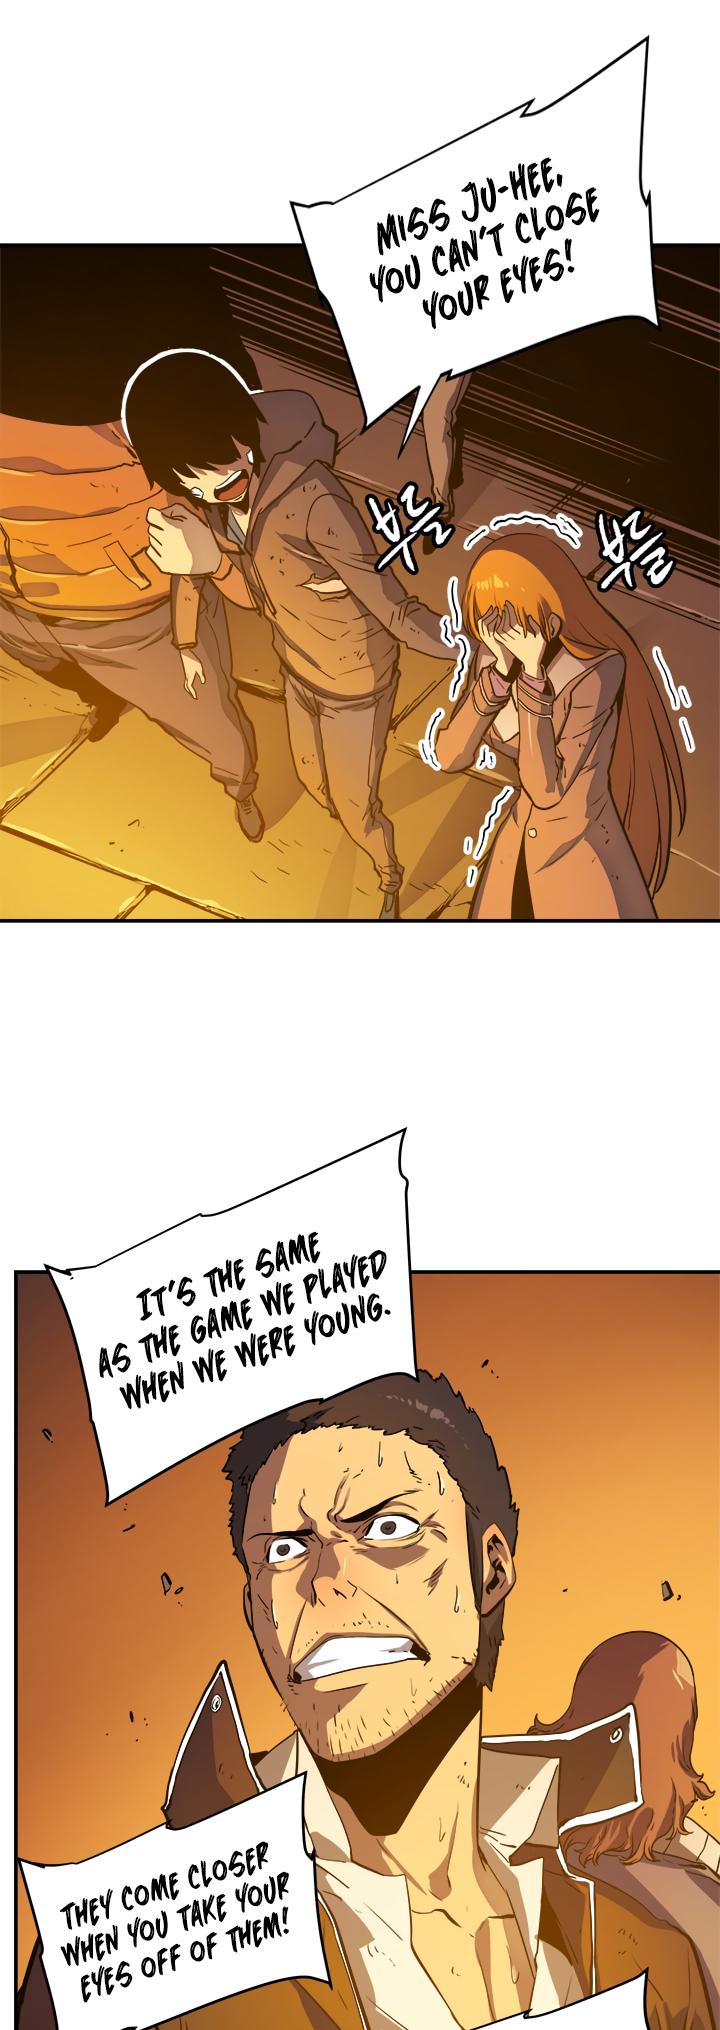 MISS JU-HEE,
YOU CAN'T CLOSE
YOUR EYES!
부들
부들
IT'S THE SAME
AS THE GAME WE PLAYED
WHEN WE WERE YOUNG.
THEY COME CLOSER
WHEN YOU TAKE YOUR
EYES OFF OF THEM!